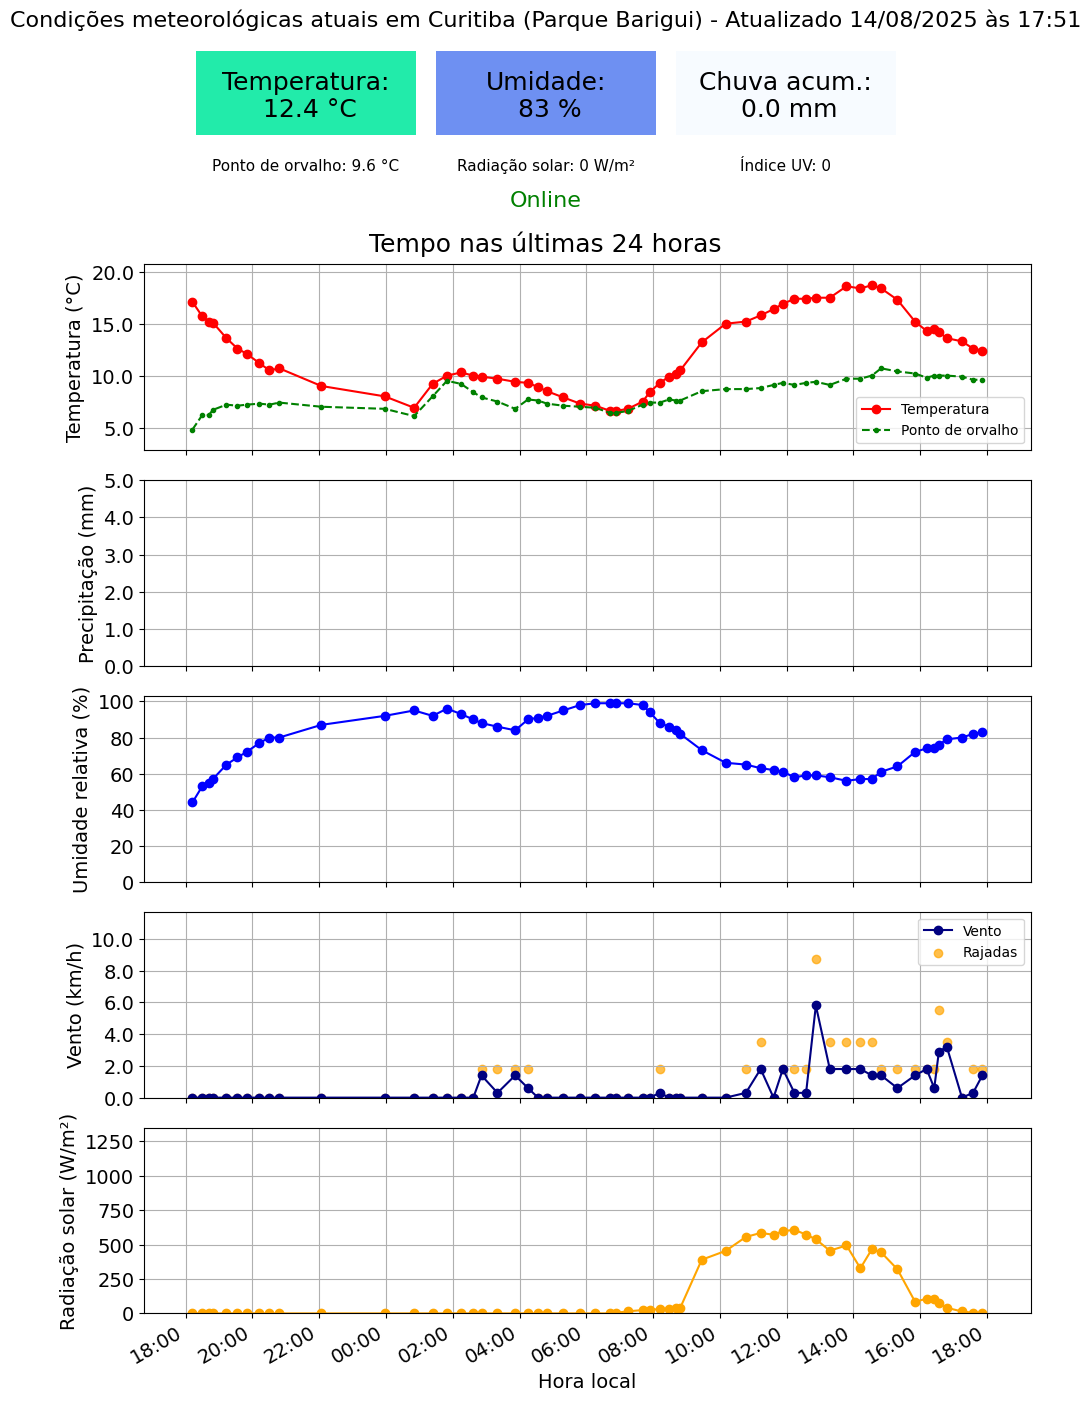 Condições meteorológicas atuais em Curitiba (Parque Barigui) - Atualizado 14/08/2025 às 17:51
Temperatura:
12.4 °C
Umidade:
83 %
Chuva acum.:
0.0 mm
Ponto de orvalho: 9.6 °C
Radiação solar: 0 W/m²
Índice UV: 0
Online
Tempo nas últimas 24 horas
Temperatura (°C)
20.0
15.0
10.0
5.0
Temperatura
Ponto de orvalho
Precipitação (mm)
5.0
4.0
3.0
2.0
1.0
0.0
Umidade relativa (%)
100
80
60
40
20
0
Vento (km/h)
10.0
8.0
6.0
4.0
2.0
0.0
Vento
Rajadas
Radiação solar (W/m²)
1250
1000
750
500
250
0
18:00
20:00
22:00
00:00
02:00
04:00
06:00
08:00
10:00
12:00
14:00
16:00
18:00
Hora local